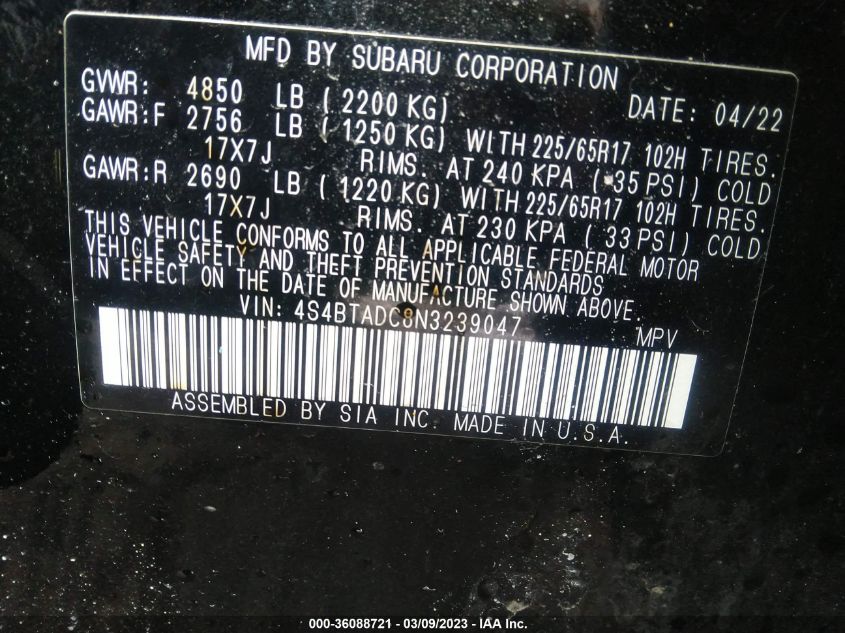 MFD BY SUBARU CORPORATION
GVWR: 4850 LB ( 2200 KG) DATE: 04/22
GAWR:F 2756 LB ( 1250 KG) WITH 225/65R17 102H TIRES.
17X7J RIMS. AT 240 KPA ( 35 PSI) COLD
GAWR:R 2690 LB ( 1220 KG) WITH 225/65R17 102H TIRES.
17X7J RIMS. AT 230 KPA ( 33 PSI) COLD
THIS VEHICLE CONFORMS TO ALL APPLICABLE FEDERAL MOTOR
VEHICLE SAFETY AND THEFT PREVENTION STANDARDS
IN EFFECT ON THE DATE OF MANUFACTURE SHOWN ABOVE.
VIN: 4S4BTADC8N3239047 MPV
ASSEMBLED BY SIA INC. MADE IN U.S.A.
000-36088721 - 03/09/2023 - IAA Inc.